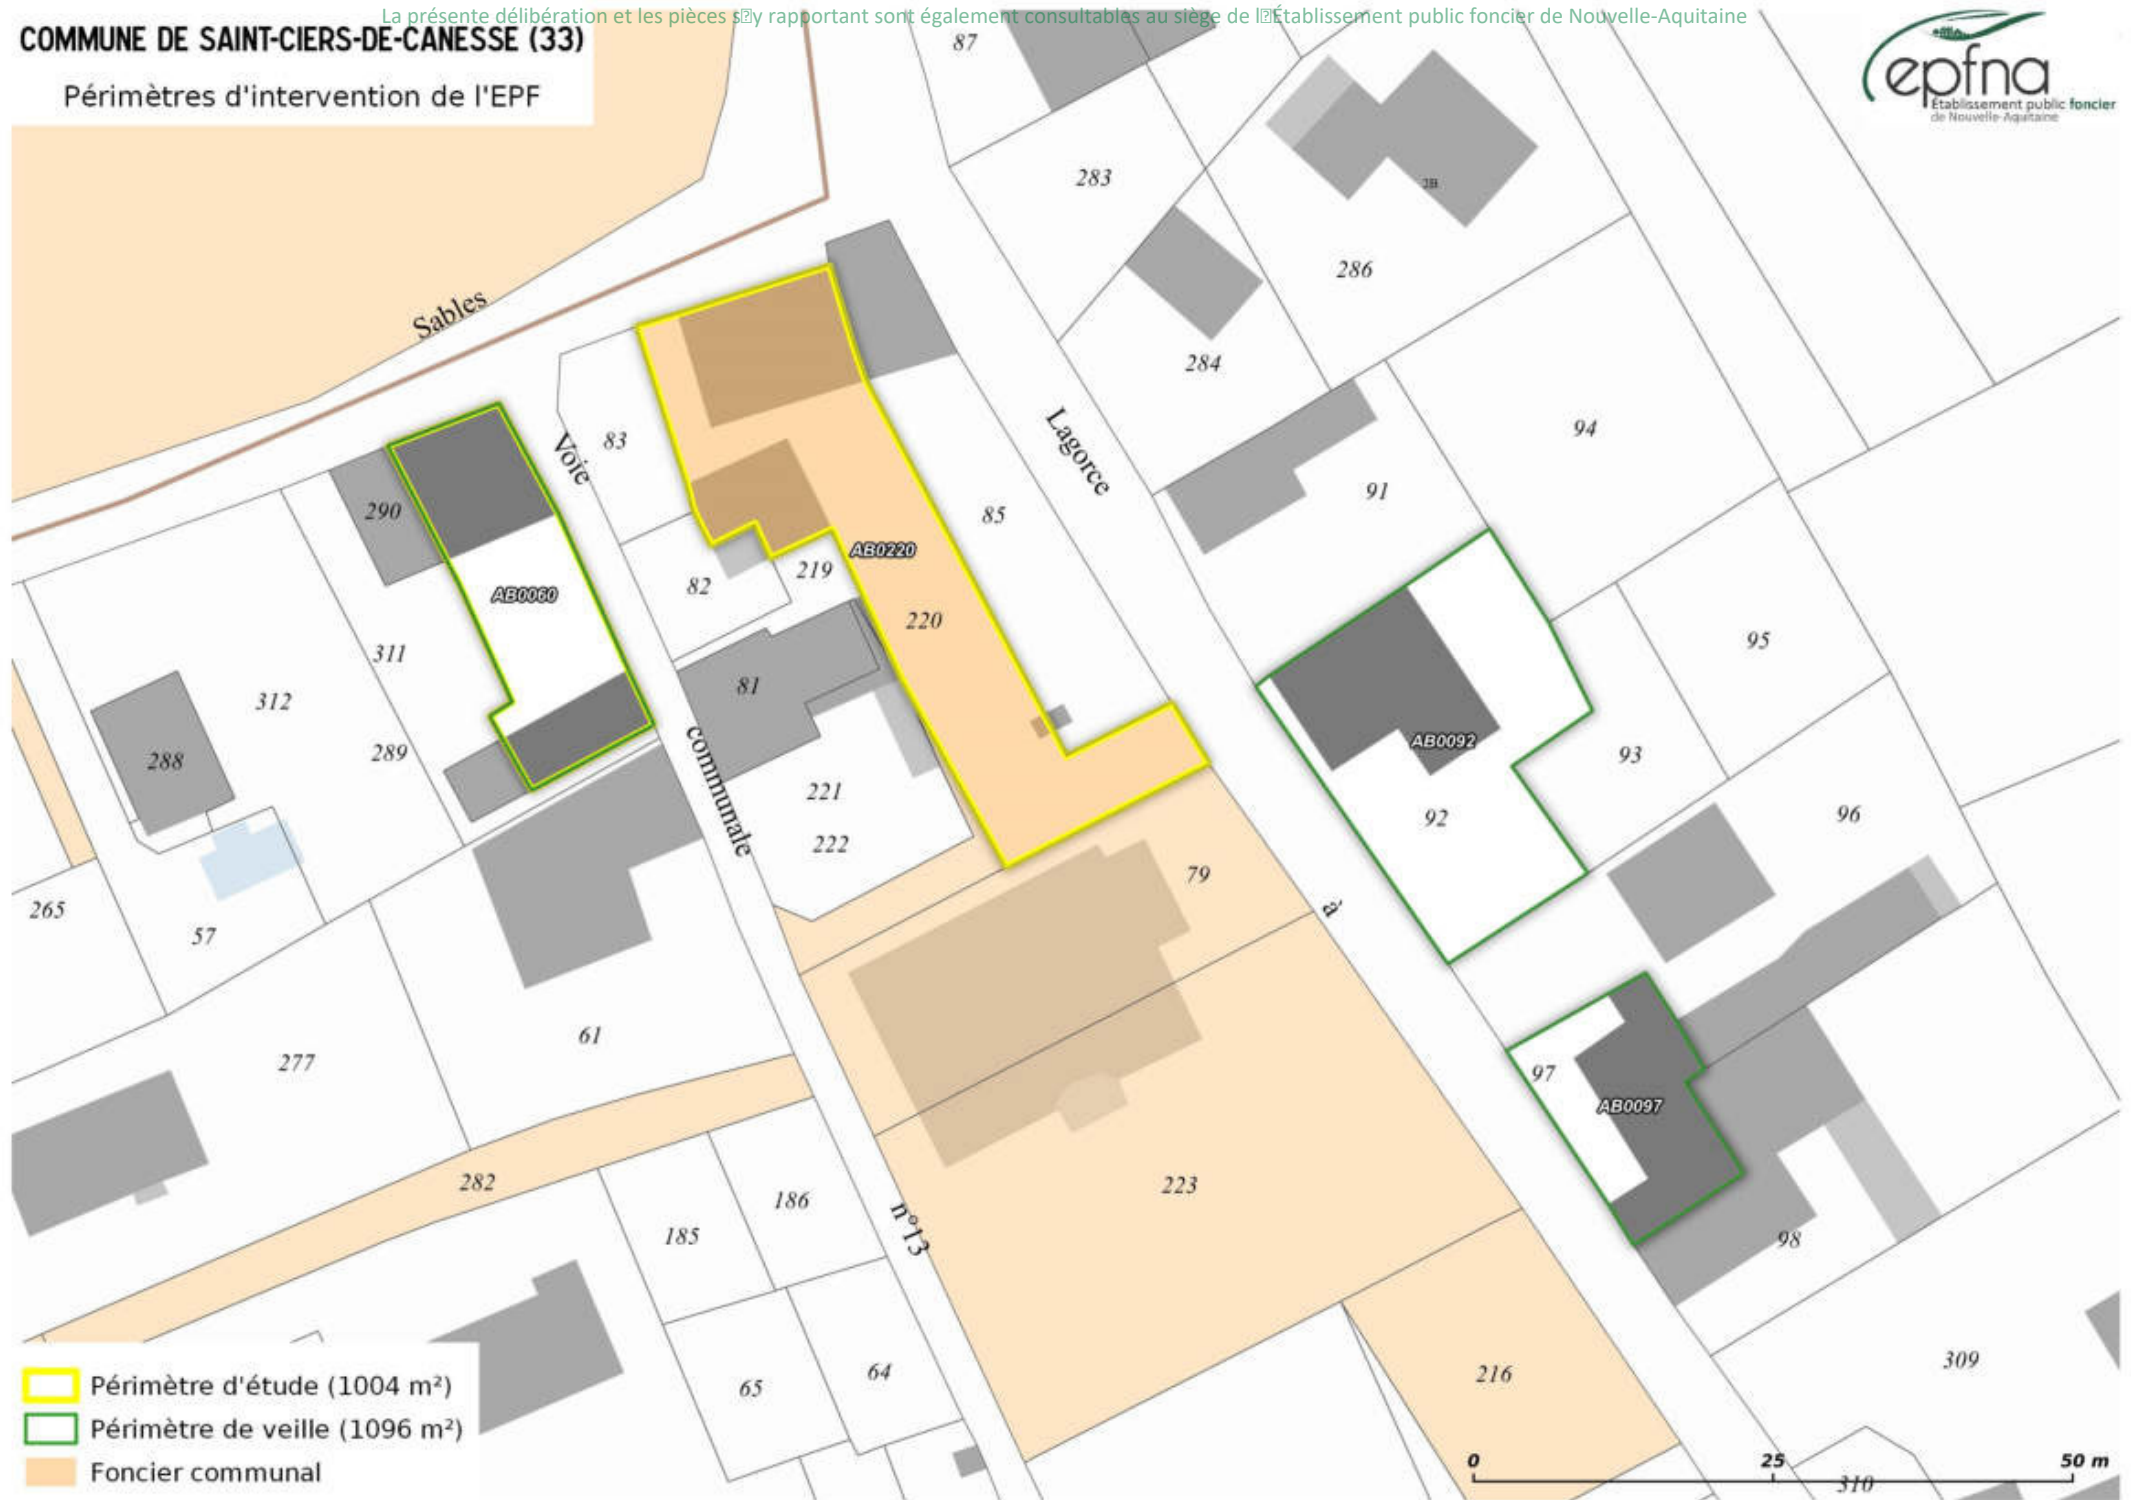 La présente délibération et les pièces s�y rapportant sont également consultables au siège de l�Établissement public foncier de Nouvelle-Aquitaine
COMMUNE DE SAINT-CIERS-DE-CANESSE (33)
Périmètres d'intervention de l'EPF
epfna
Établissement public foncier
de Nouvelle-Aquitaine
87
283
2B
286
Sables
284
Lagorce
94
83
Voie
91
290
85
AB0220
82
219
AB0060
220
95
311
312
81
communale
AB0092
288
289
93
221
92
96
222
79
265
57
à
61
277
97
AB0097
282
223
186
n°13
185
98
309
64
65
216
310
Périmètre d'étude (1004 m²)
Périmètre de veille (1096 m²)
Foncier communal
0 25 50 m